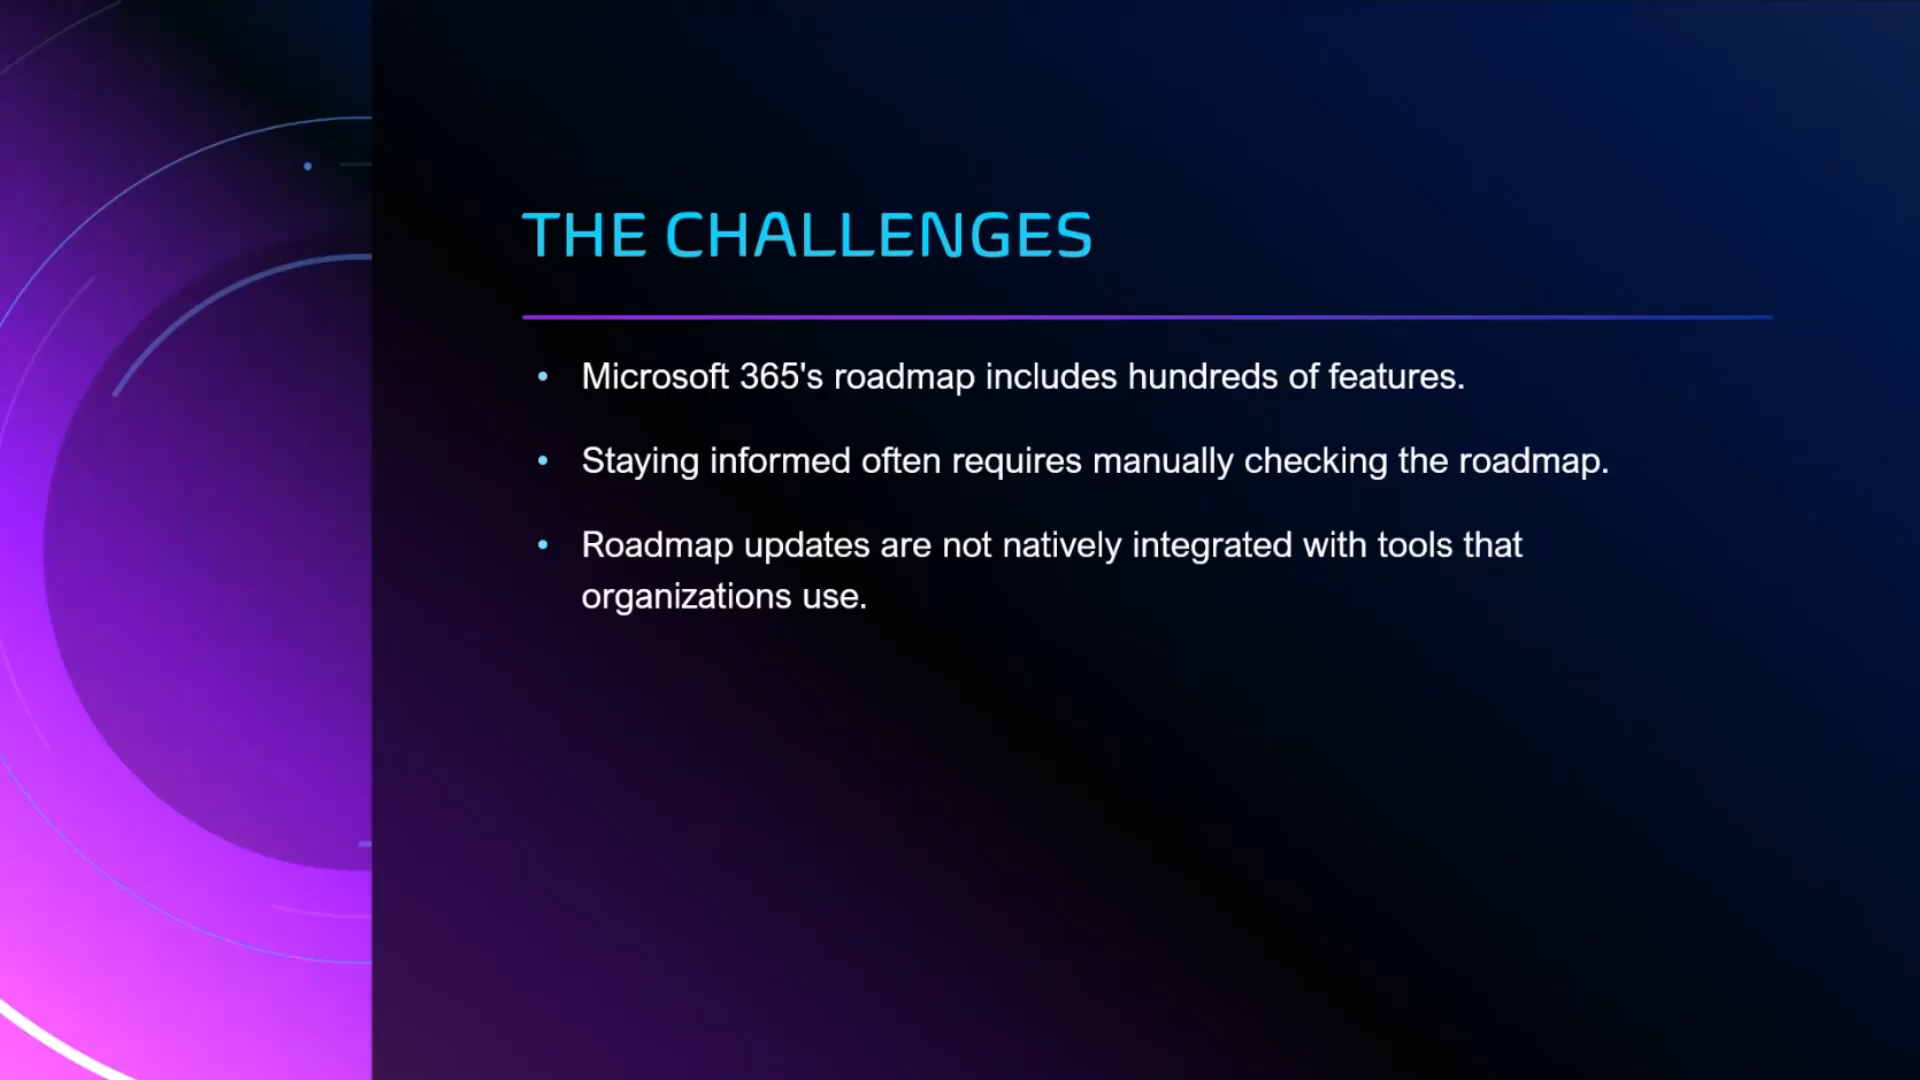 THE CHALLENGES
• Microsoft 365's roadmap includes hundreds of features.
• Staying informed often requires manually checking the roadmap.
• Roadmap updates are not natively integrated with tools that
organizations use.